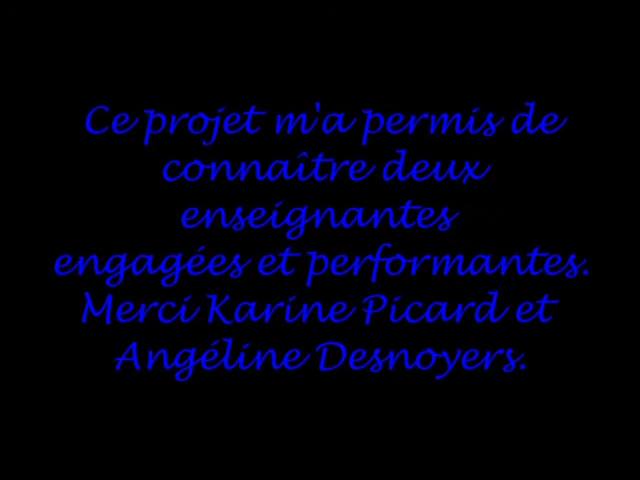 Ce projet m'a permis de
connaître deux
enseignantes
engagées et performantes.
Merci Karine Picard et
Angéline Desnoyers.